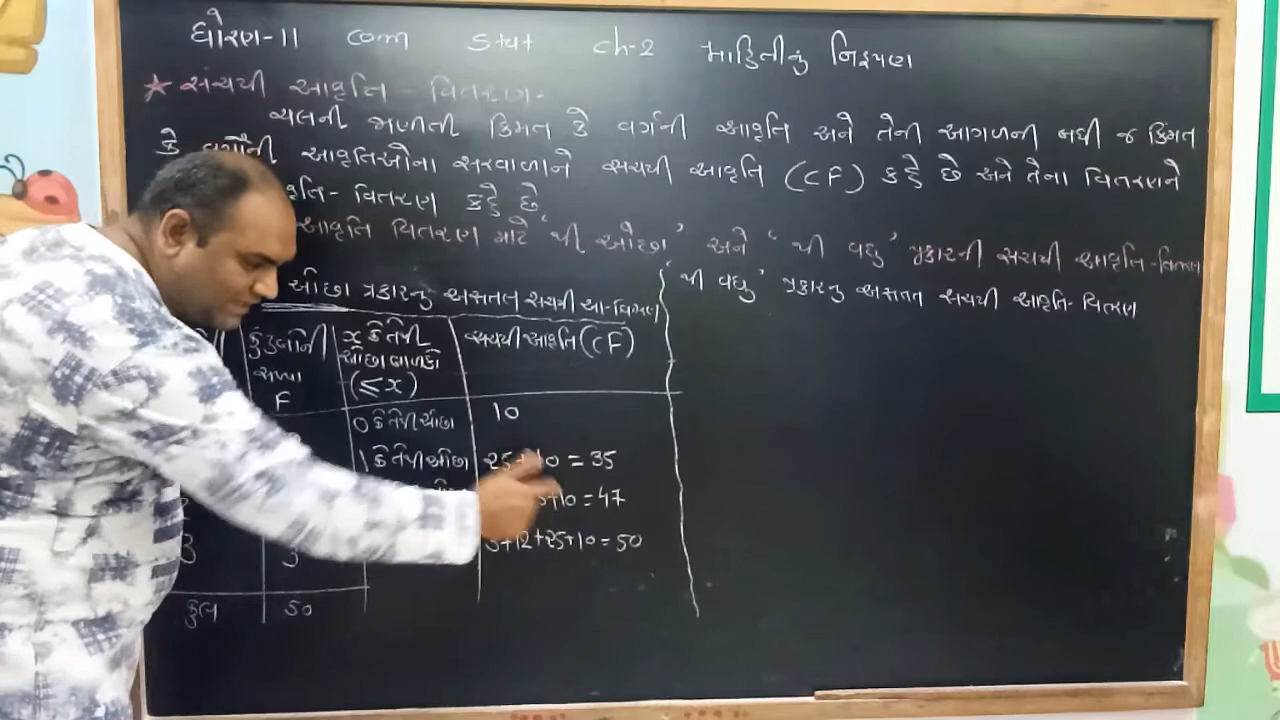 ધોરણ-11 com Stat ch-2 માહિતીનું નિરૂપણ
★ સંચયી આવૃત્તિ - વિતરણ-
ચલની આપેલી કિંમત કે વર્ગની આવૃતિ અને તેની આગળની બધી જ કિંમત
કે વર્ગોની આવૃતિઓના સરવાળાને સંચયી આવૃતિ (CF) કહે છે અને તેના વિતરણને
વૃતિ-વિતરણ કહે છે
આવૃતિ વિતરણ માટે 'થી ઓછા' અને 'થી વધુ' પ્રકારની સંચયી આવૃતિ-વિતરણ
ઓછા પ્રકારનું અસતત સંચયી આ-વિતરણ
'થી વધુ' પ્રકારનુ અસતત સંચયી આવૃતિ-વિતરણ
કુટુંબોની સંખ્યા F
x કે તેથી ઓછા બાળકો (≤x)
સંચયી આવૃતિ (CF)
0 કે તેથી ઓછા 10
1 કે તેથી ઓછા 25+10=35
+10=47
3 3 3+12+25+10=50
કુલ 50